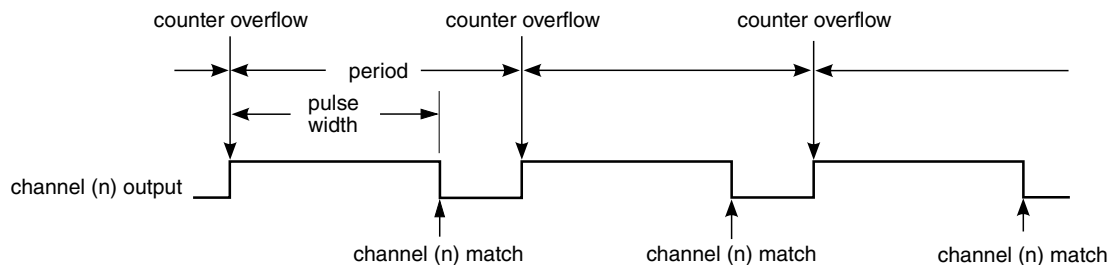 counter overflow
counter overflow
counter overflow
period
pulse
width
channel (n) output
channel (n) match
channel (n) match
channel (n) match